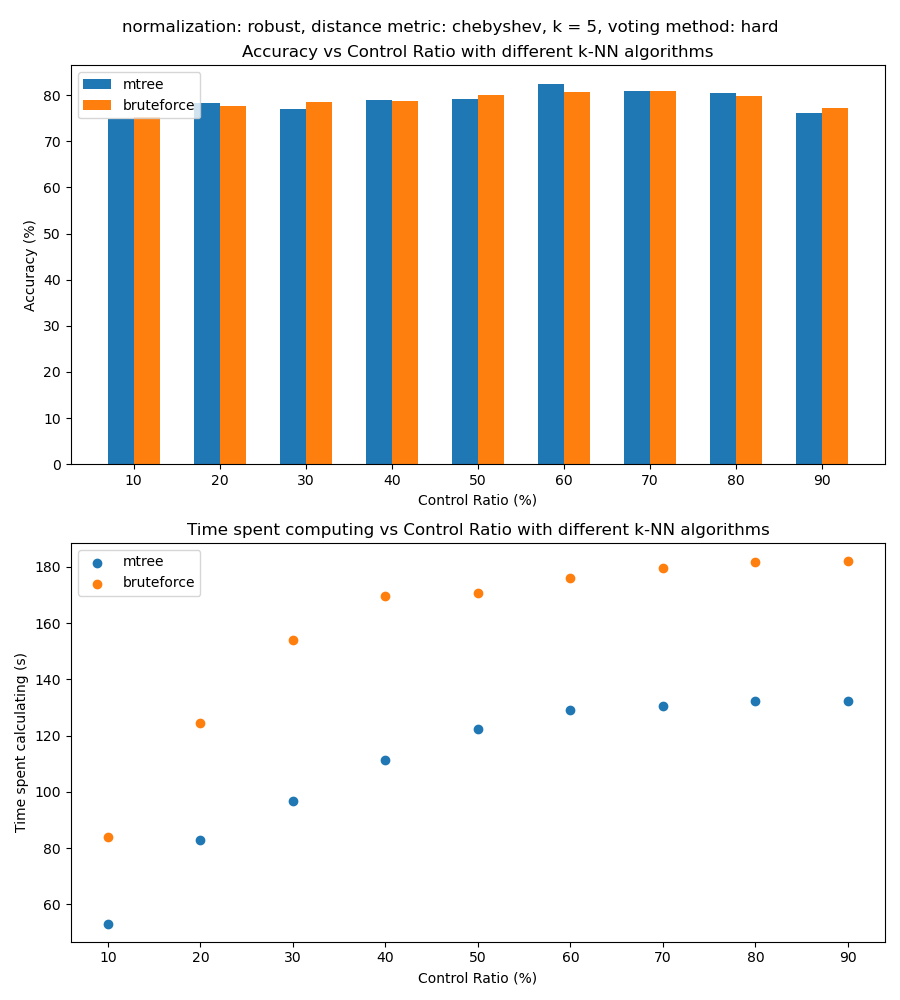 normalization: robust, distance metric: chebyshev, k = 5, voting method: hard
Accuracy vs Control Ratio with different k-NN algorithms
mtree
bruteforce
80
70
60
50
40
30
20
10
0
Accuracy (%)
10 20 30 40 50 60 70 80 90
Control Ratio (%)
Time spent computing vs Control Ratio with different k-NN algorithms
mtree
bruteforce
180
160
140
120
100
80
60
Time spent calculating (s)
10 20 30 40 50 60 70 80 90
Control Ratio (%)